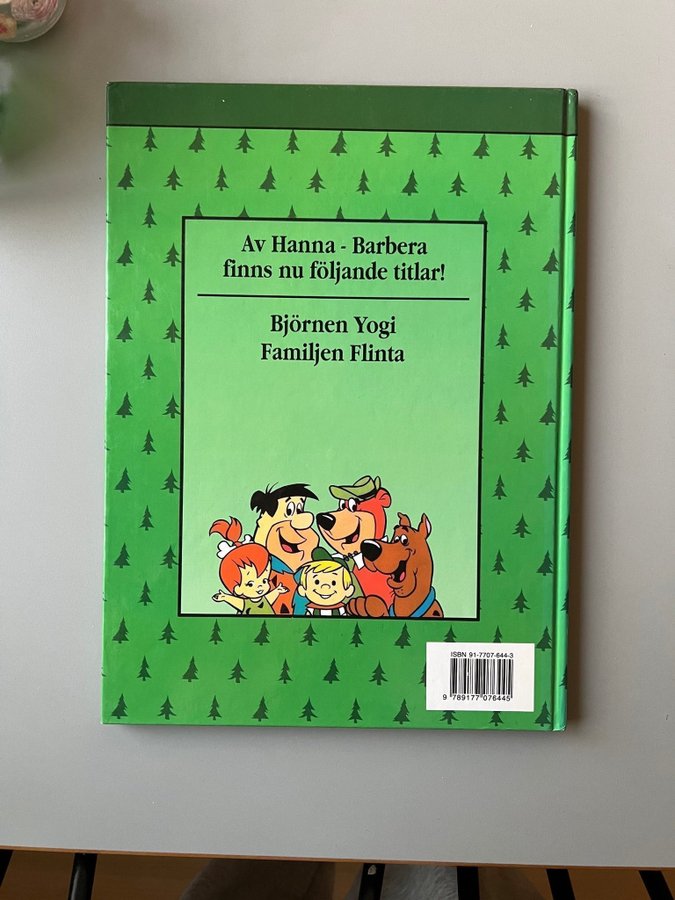 Av Hanna - Barbera
finns nu följande titlar!
Björnen Yogi
Familjen Flinta
ISBN 91-7707-644-3
9 789177 076445